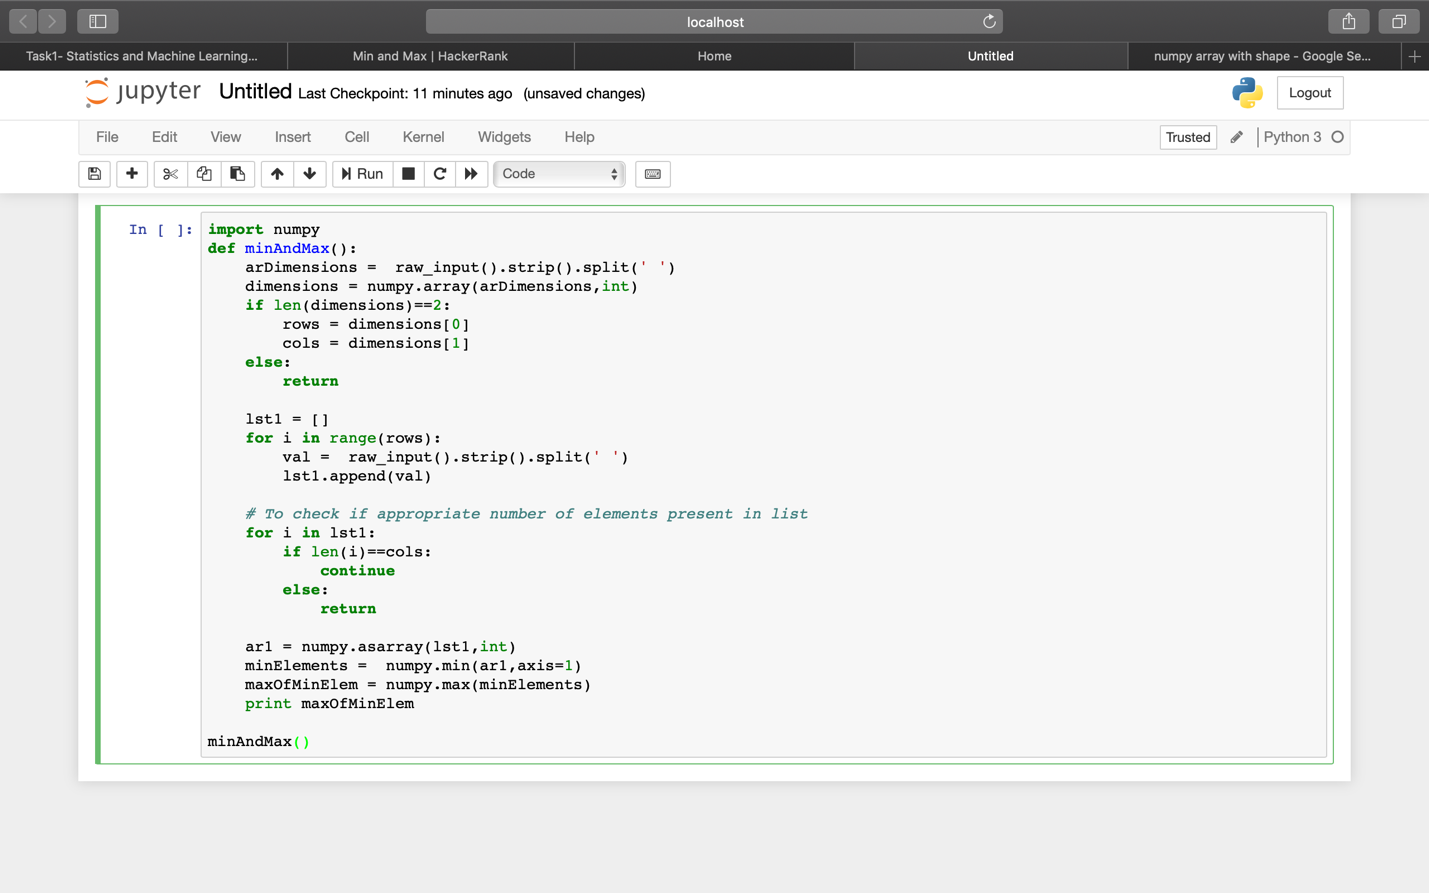 localhost
Task1- Statistics and Machine Learning...
Min and Max | HackerRank
Home
Untitled
numpy array with shape - Google Se...
jupyter Untitled Last Checkpoint: 11 minutes ago (unsaved changes)
Logout
File Edit View Insert Cell Kernel Widgets Help
Trusted
Python 3
Run
Code
In [ ]:
import numpy
def minAndMax():
    arDimensions =  raw_input().strip().split(' ')
    dimensions = numpy.array(arDimensions,int)
    if len(dimensions)==2:
        rows = dimensions[0]
        cols = dimensions[1]
    else:
        return
    lst1 = []
    for i in range(rows):
        val =  raw_input().strip().split(' ')
        lst1.append(val)
    # To check if appropriate number of elements present in list
    for i in lst1:
        if len(i)==cols:
            continue
        else:
            return
    ar1 = numpy.asarray(lst1,int)
    minElements =  numpy.min(ar1,axis=1)
    maxOfMinElem = numpy.max(minElements)
    print maxOfMinElem
minAndMax()